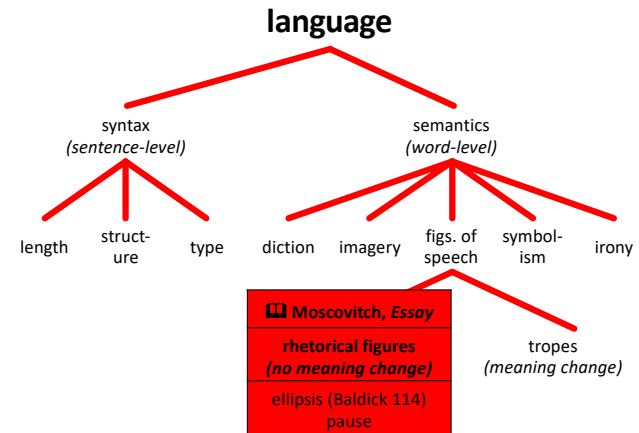 language
syntax
(sentence-level)
semantics
(word-level)
length
struct-
ure
type
diction
imagery
figs. of
speech
symbol-
ism
irony
Moscovitch, Essay
rhetorical figures
(no meaning change)
ellipsis (Baldick 114)
pause
tropes
(meaning change)